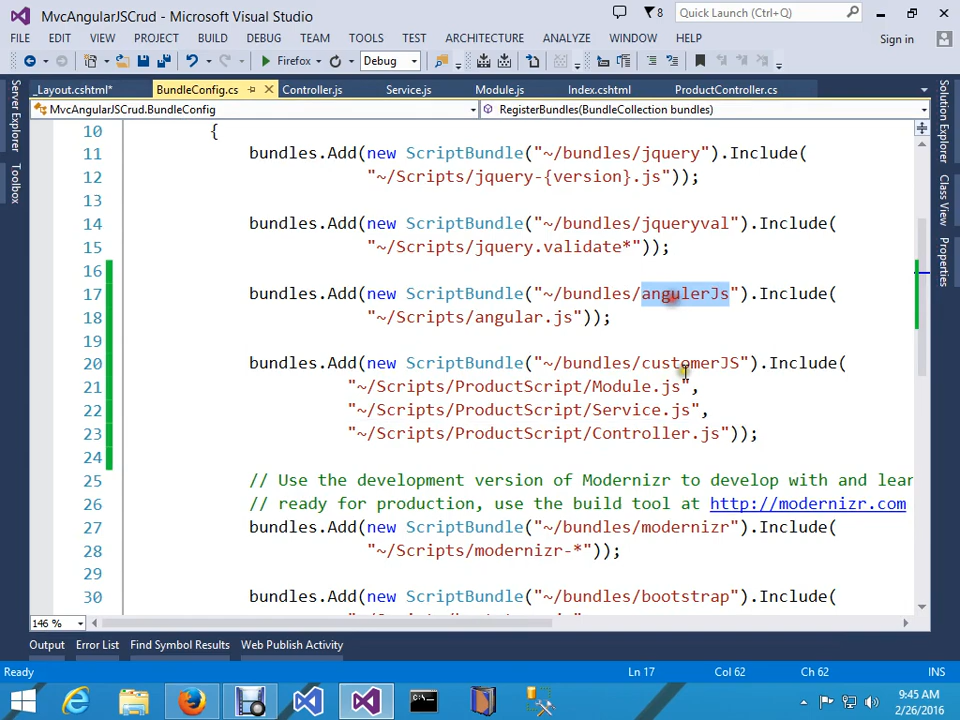 MvcAngularJSCrud - Microsoft Visual Studio
8
Quick Launch (Ctrl+Q)
FILE EDIT VIEW PROJECT BUILD DEBUG TEAM TOOLS TEST ARCHITECTURE ANALYZE WINDOW HELP
Sign in
Firefox
Debug
_Layout.cshtml*
BundleConfig.cs
Controller.js
Service.js
Module.js
Index.cshtml
ProductController.cs
MvcAngularJSCrud.BundleConfig
RegisterBundles(BundleCollection bundles)
Server Explorer
Toolbox
Solution Explorer
Class View
Properties
10 {
11 bundles.Add(new ScriptBundle("~/bundles/jquery").Include(
12 "~/Scripts/jquery-{version}.js"));
13
14 bundles.Add(new ScriptBundle("~/bundles/jqueryval").Include(
15 "~/Scripts/jquery.validate*"));
16
17 bundles.Add(new ScriptBundle("~/bundles/angulerJs").Include(
18 "~/Scripts/angular.js"));
19
20 bundles.Add(new ScriptBundle("~/bundles/customerJS").Include(
21 "~/Scripts/ProductScript/Module.js",
22 "~/Scripts/ProductScript/Service.js",
23 "~/Scripts/ProductScript/Controller.js"));
24
25 // Use the development version of Modernizr to develop with and lear
26 // ready for production, use the build tool at http://modernizr.com
27 bundles.Add(new ScriptBundle("~/bundles/modernizr").Include(
28 "~/Scripts/modernizr-*"));
29
30 bundles.Add(new ScriptBundle("~/bundles/bootstrap").Include(
146 %
Output Error List Find Symbol Results Web Publish Activity
Ready
Ln 17
Col 62
Ch 62
INS
9:45 AM
2/26/2016